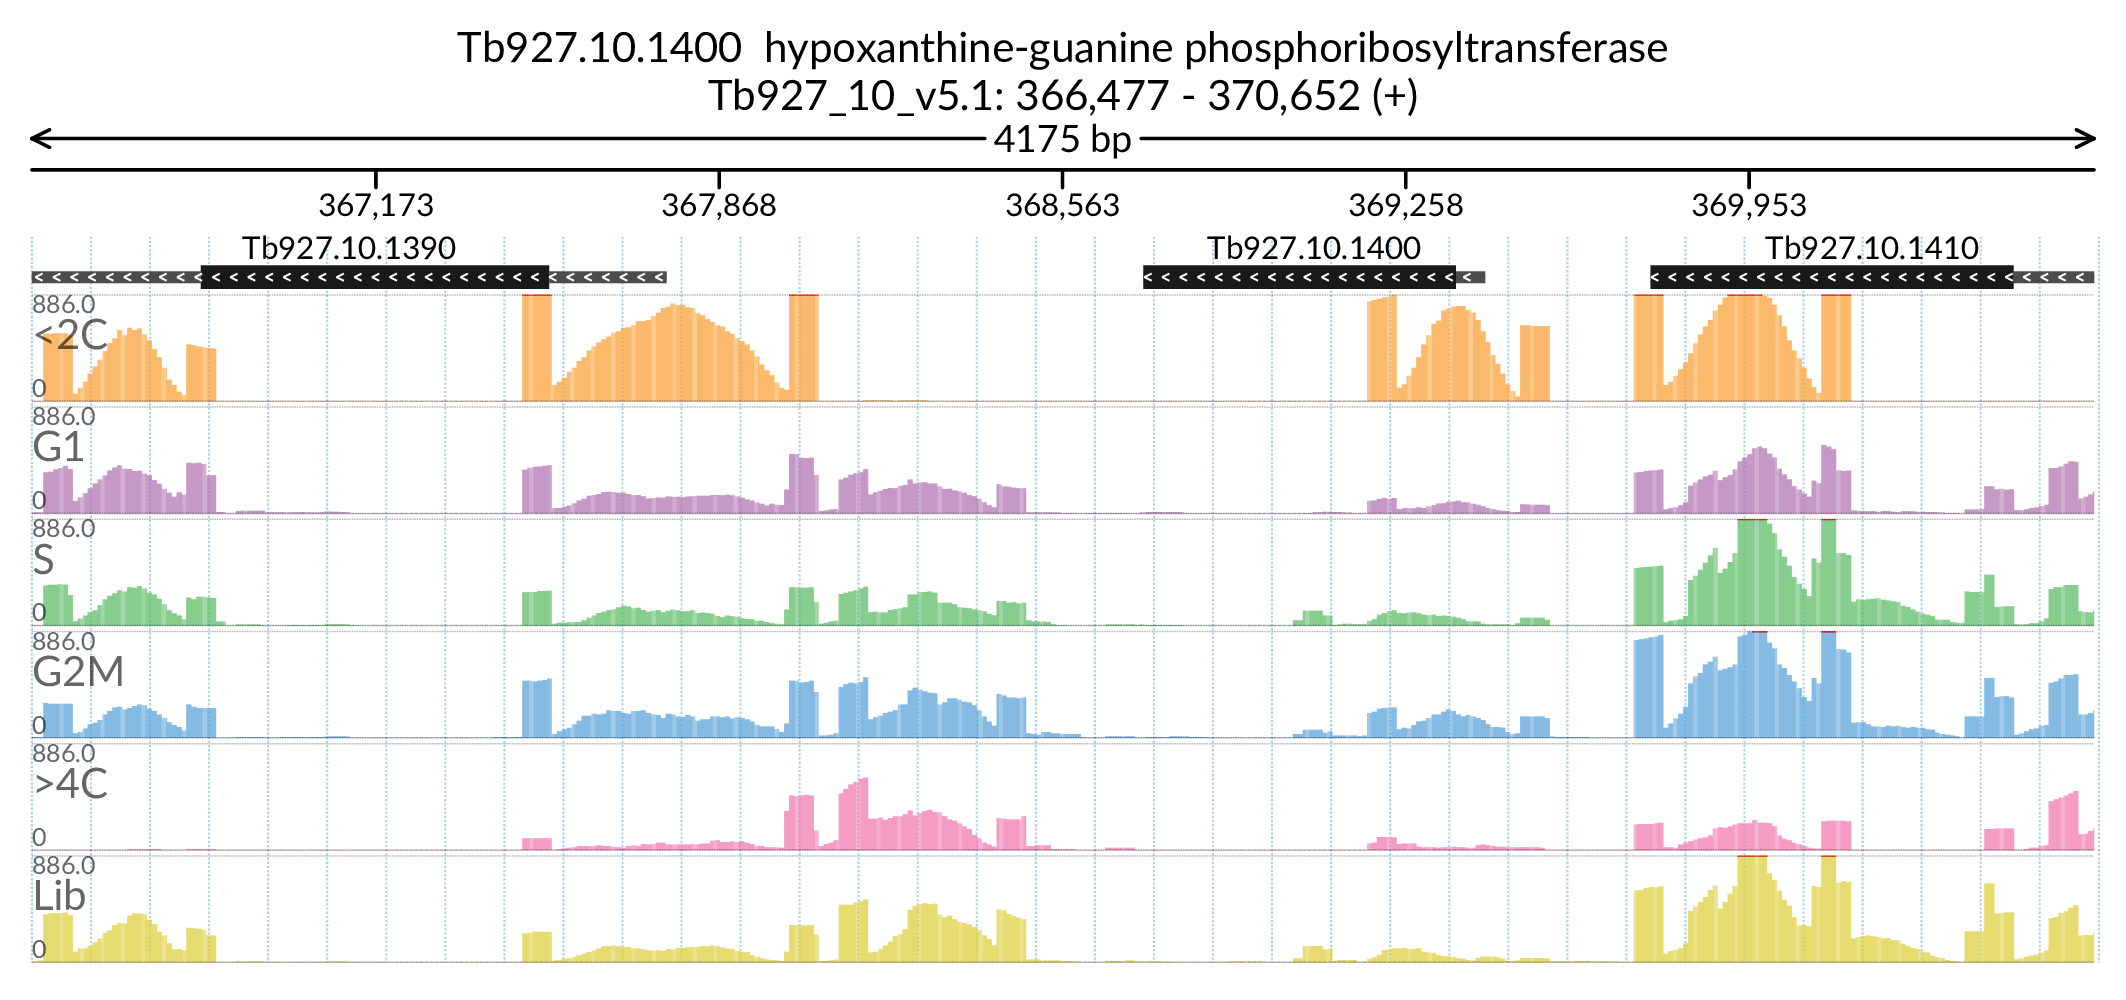 Tb927.10.1400  hypoxanthine-guanine phosphoribosyltransferase
Tb927_10_v5.1: 366,477 - 370,652 (+)
4175 bp
367,173 367,868 368,563 369,258 369,953
Tb927.10.1390 Tb927.10.1400 Tb927.10.1410
886.0
<2C
0
886.0
G1
0
886.0
S
0
886.0
G2M
0
886.0
>4C
0
886.0
Lib
0